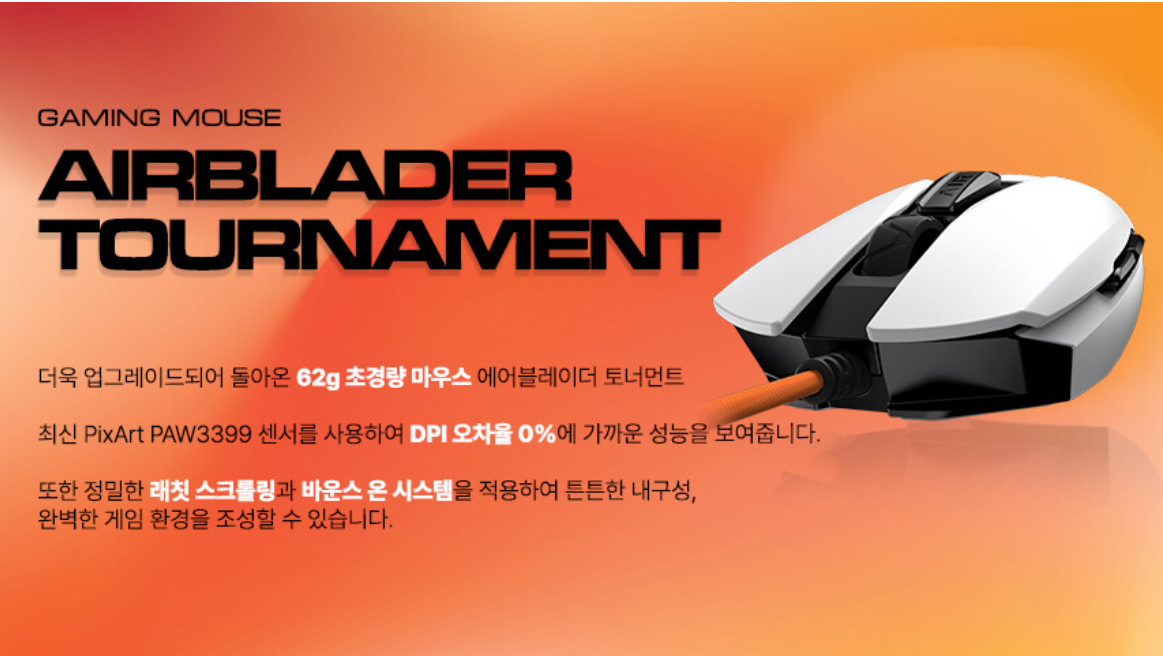 GAMING MOUSE
AIRBLADER
TOURNAMENT
더욱 업그레이드되어 돌아온 62g 초경량 마우스 에어블레이더 토너먼트
최신 PixArt PAW3399 센서를 사용하여 DPI 오차율 0%에 가까운 성능을 보여줍니다.
또한 정밀한 래칫 스크롤링과 바운스 온 시스템을 적용하여 튼튼한 내구성,
완벽한 게임 환경을 조성할 수 있습니다.
AIR